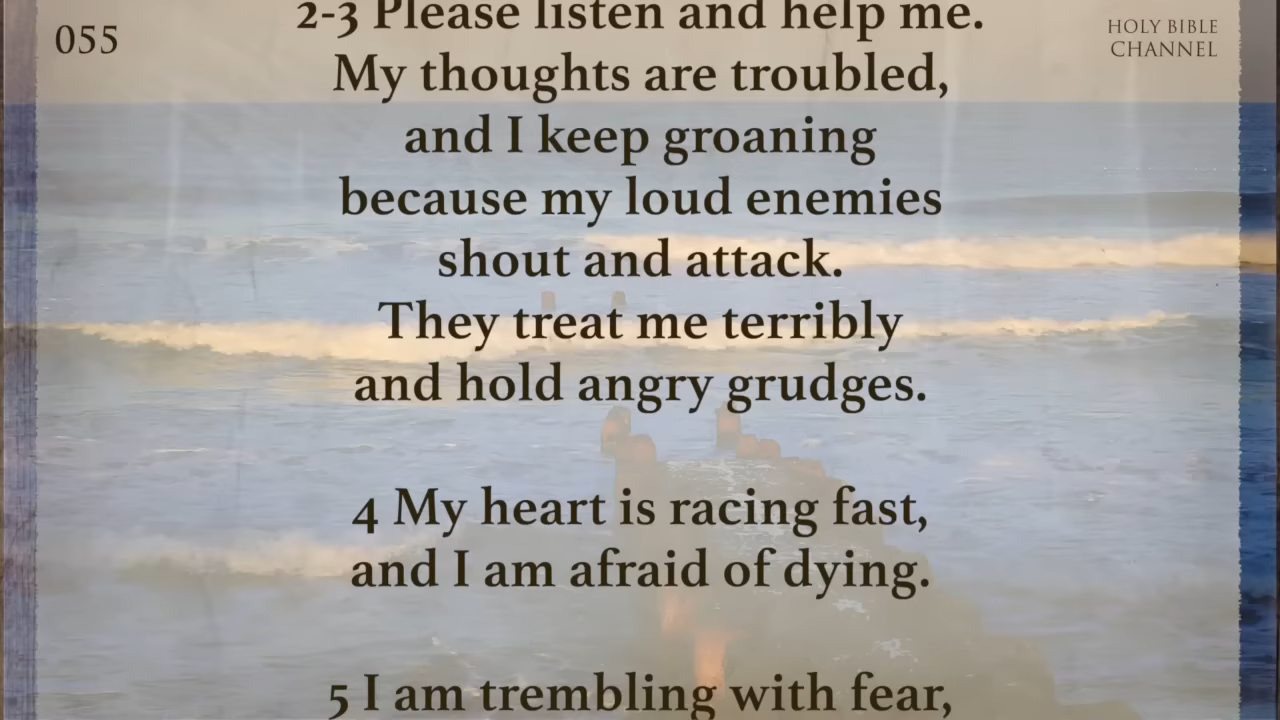 055
HOLY BIBLE
CHANNEL
2-3 Please listen and help me.
My thoughts are troubled,
and I keep groaning
because my loud enemies
shout and attack.
They treat me terribly
and hold angry grudges.
4 My heart is racing fast,
and I am afraid of dying.
5 I am trembling with fear,